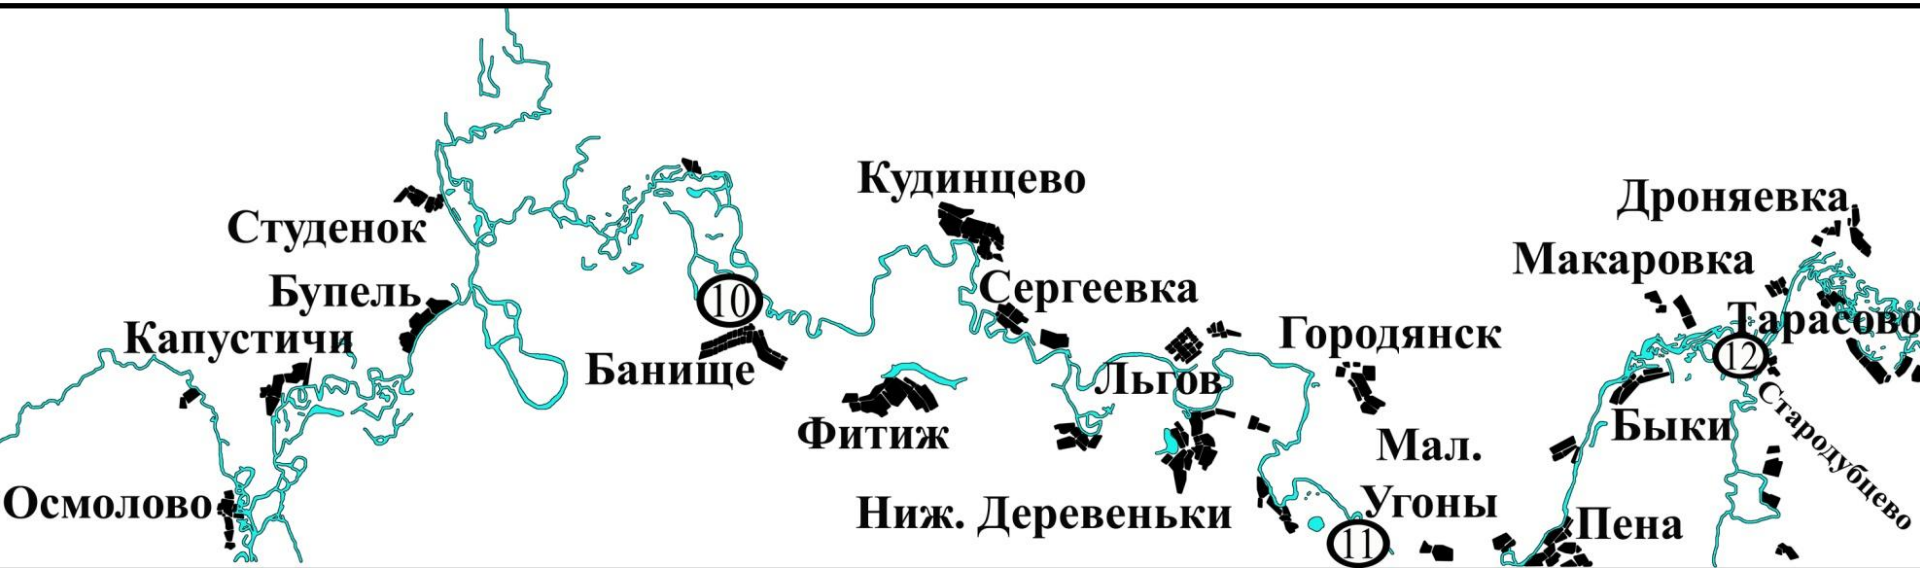 Студенок
Бупель
Капустичи
Осмолово
10
Банище
Кудинцево
Сергеевка
Фитиж
Льгов
Ниж. Деревеньки
Городянск
Мал.
Угоны
11
Дроняевка
Макаровка
Тарасово
12
Быки
Стародубцево
Пена